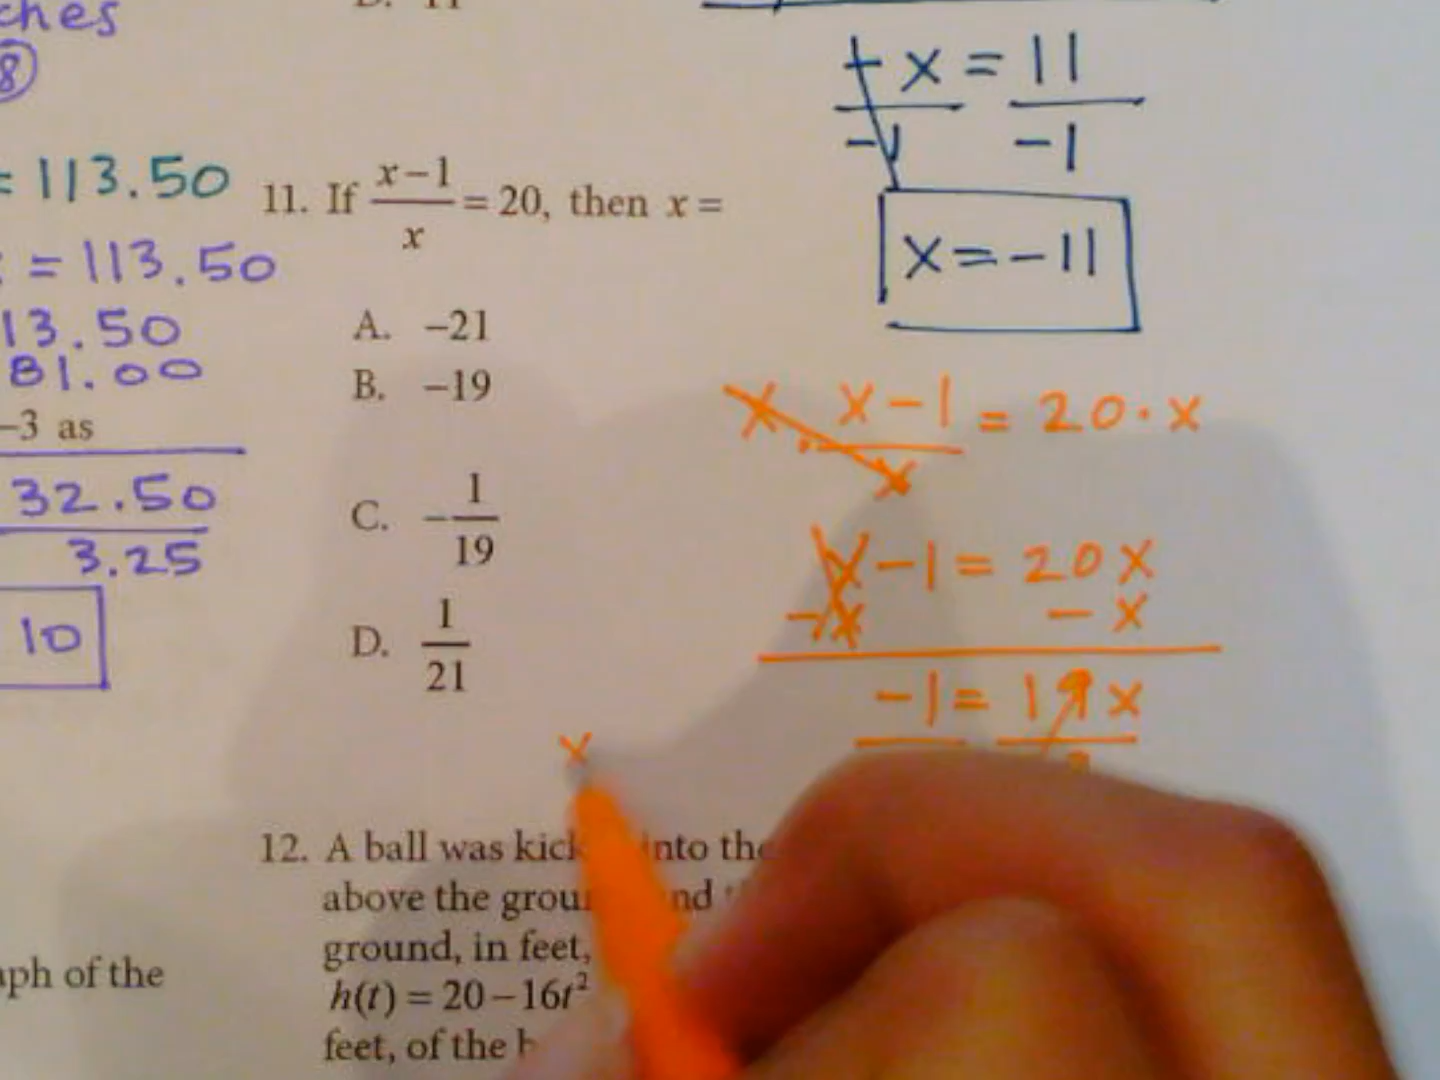 ches
8
= 113.50
= 113.50
13.50
81.00
–3 as
32.50
3.25
10
aph of the
11. If x–1/x = 20, then x =
A. –21
B. –19
C. –1/19
D. 1/21
x
12. A ball was kick into the
above the grou nd
ground, in feet,
h(t) = 20 – 16t²
feet, of the
-x = 11
-1 -1
x = -11
x · x-1/x = 20 · x
x - 1 = 20x
-x - x
-1 = 19x